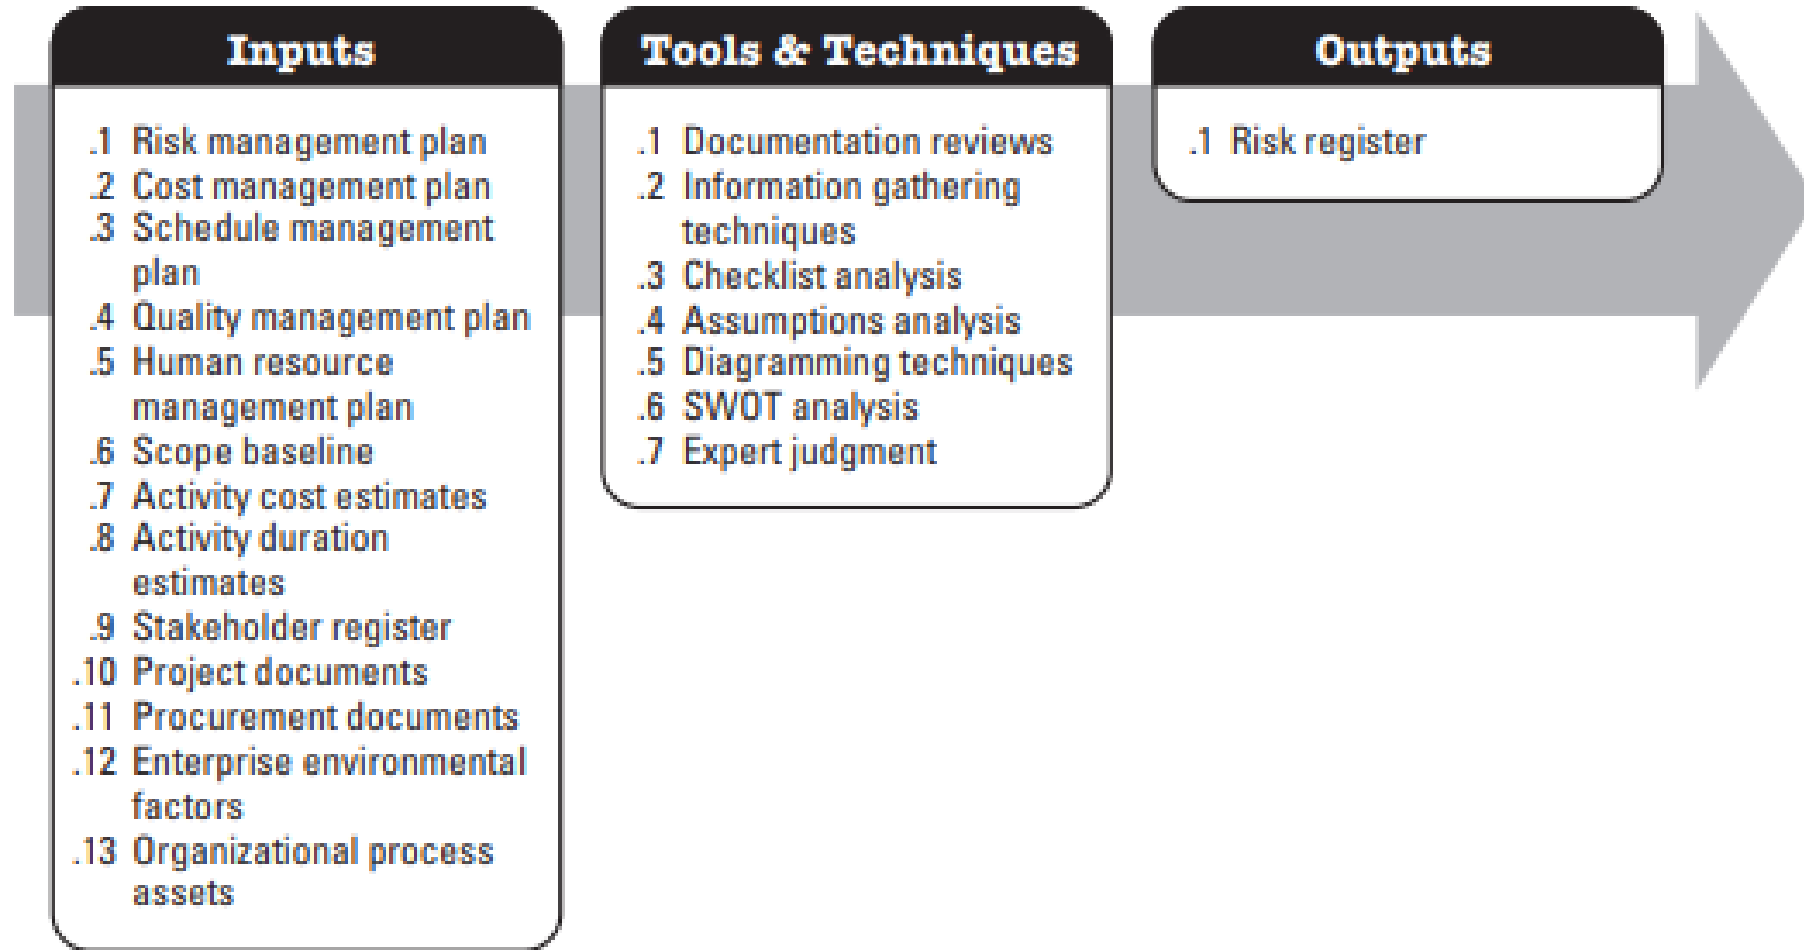 Inputs
.1 Risk management plan
.2 Cost management plan
.3 Schedule management
plan
.4 Quality management plan
.5 Human resource
management plan
.6 Scope baseline
.7 Activity cost estimates
.8 Activity duration
estimates
.9 Stakeholder register
.10 Project documents
.11 Procurement documents
.12 Enterprise environmental
factors
.13 Organizational process
assets
Tools & Techniques
.1 Documentation reviews
.2 Information gathering
techniques
.3 Checklist analysis
.4 Assumptions analysis
.5 Diagramming techniques
.6 SWOT analysis
.7 Expert judgment
Outputs
.1 Risk register